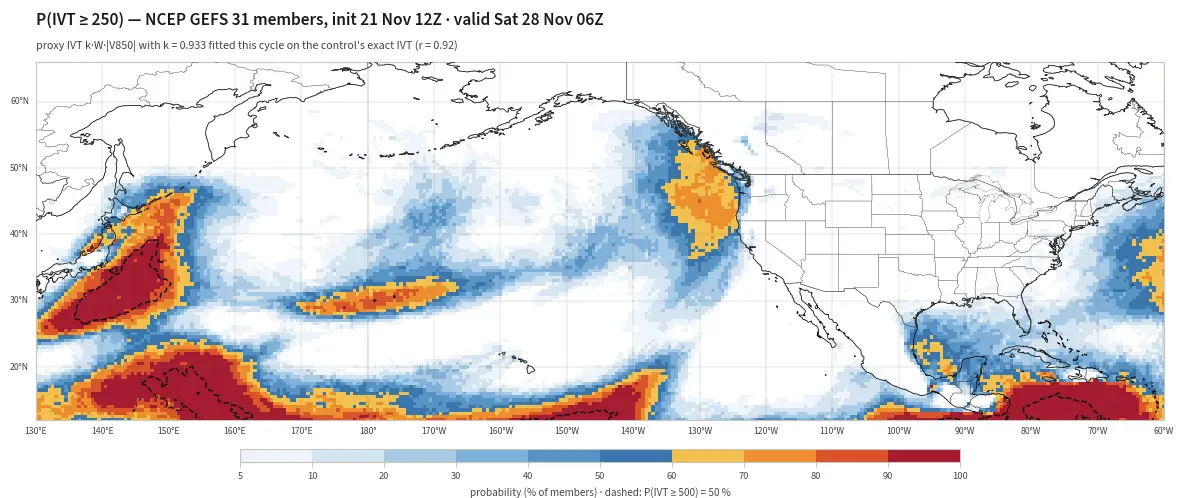 P(IVT ≥ 250) — NCEP GEFS 31 members, init 21 Nov 12Z · valid Sat 28 Nov 06Z
proxy IVT k·W·|V850| with k = 0.933 fitted this cycle on the control's exact IVT (r = 0.92)
60°N
50°N
40°N
30°N
20°N
130°E 140°E 150°E 160°E 170°E 180° 170°W 160°W 150°W 140°W 130°W 120°W 110°W 100°W 90°W 80°W 70°W 60°W
5 10 20 30 40 50 60 70 80 90 100
probability (% of members) · dashed: P(IVT ≥ 500) = 50 %